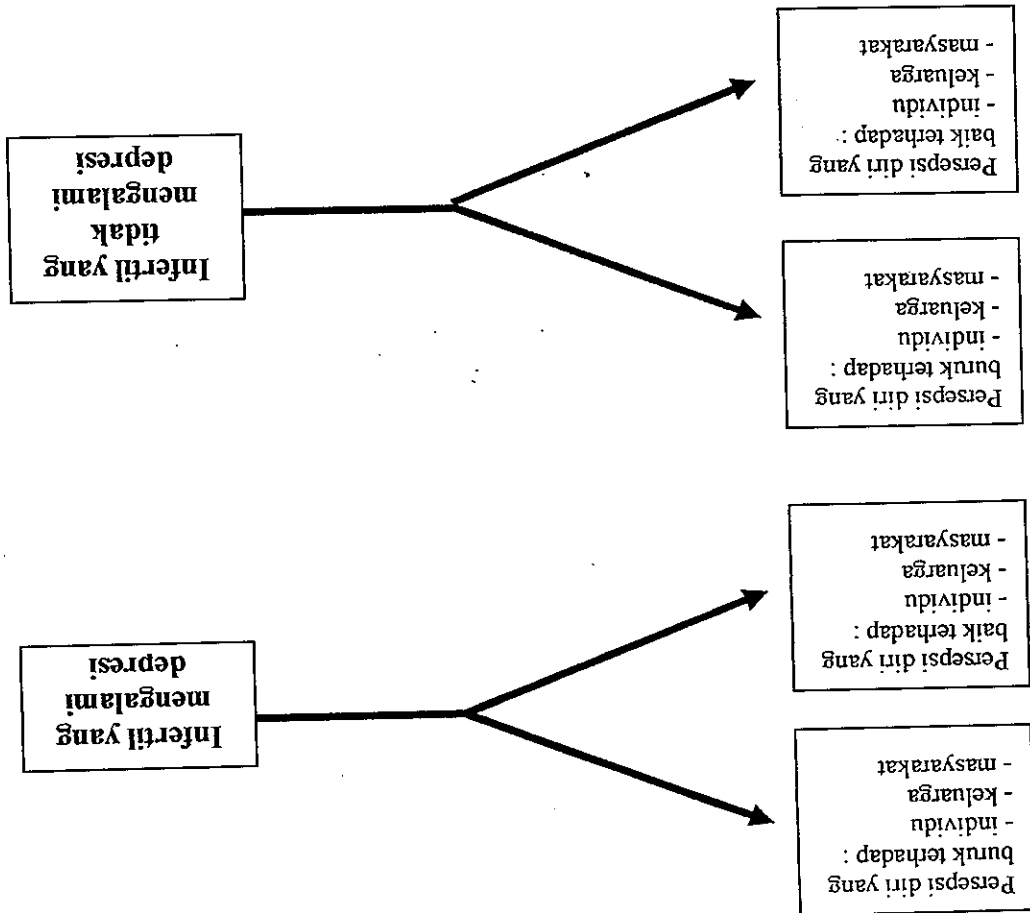 Persepsi diri yang
buruk terhadap :
- individu
- keluarga
- masyarakat
Persepsi diri yang
baik terhadap :
- individu
- keluarga
- masyarakat
Infertil yang
mengalami
depresi
Persepsi diri yang
buruk terhadap :
- individu
- keluarga
- masyarakat
Persepsi diri yang
baik terhadap :
- individu
- keluarga
- masyarakat
Infertil yang
tidak
mengalami
depresi